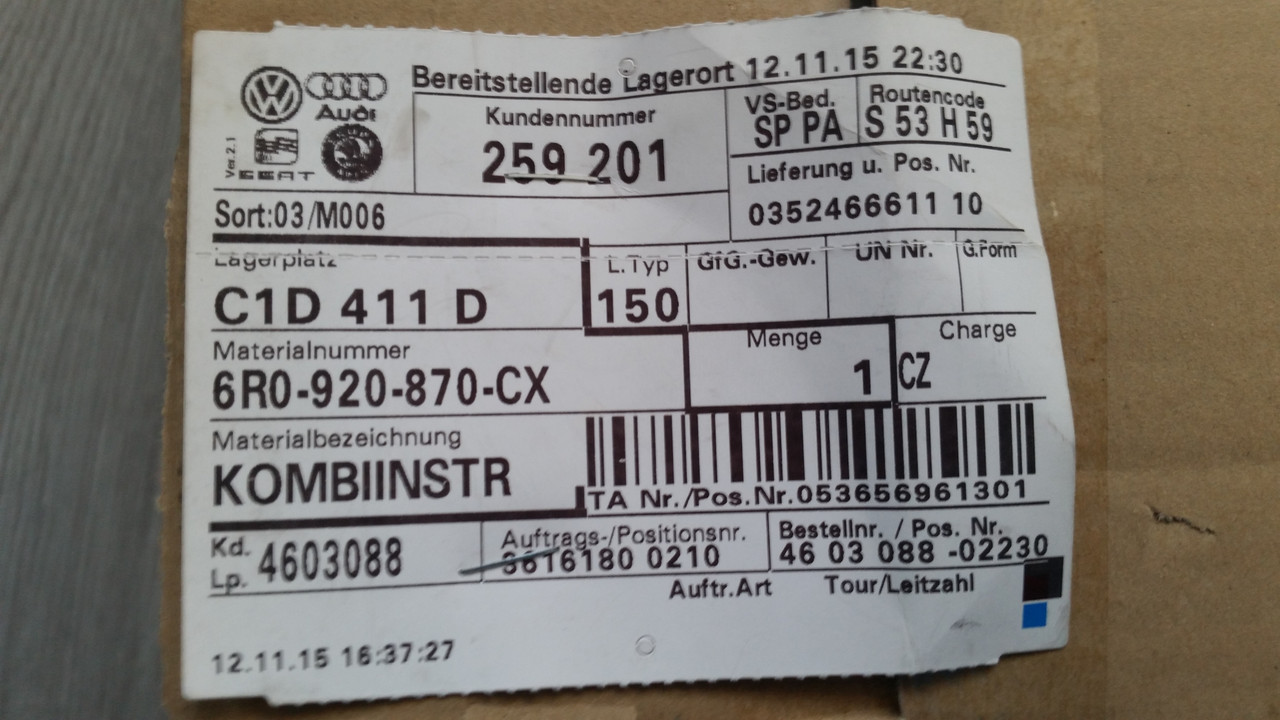 Bereitstellende Lagerort 12.11.15 22:30
Audi
SEAT
Ver.2.1
Kundennummer
259 201
VS-Bed.
SP PA
Routencode
S 53 H 59
Lieferung u. Pos. Nr.
0352466611 10
Sort:03/M006
Lagerplatz
C1D 411 D
L.Typ
150
GfG.-Gew.
UN Nr.
G.Form
Materialnummer
6R0-920-870-CX
Menge
1
Charge
CZ
Materialbezeichnung
KOMBIINSTR
TA Nr./Pos.Nr.053656961301
Kd.
Lp. 4603088
Auftrags-/Positionsnr.
3616180 0210
Bestellnr. / Pos. Nr.
46 03 088 -02230
Auftr.Art
Tour/Leitzahl
12.11.15 16:37:27